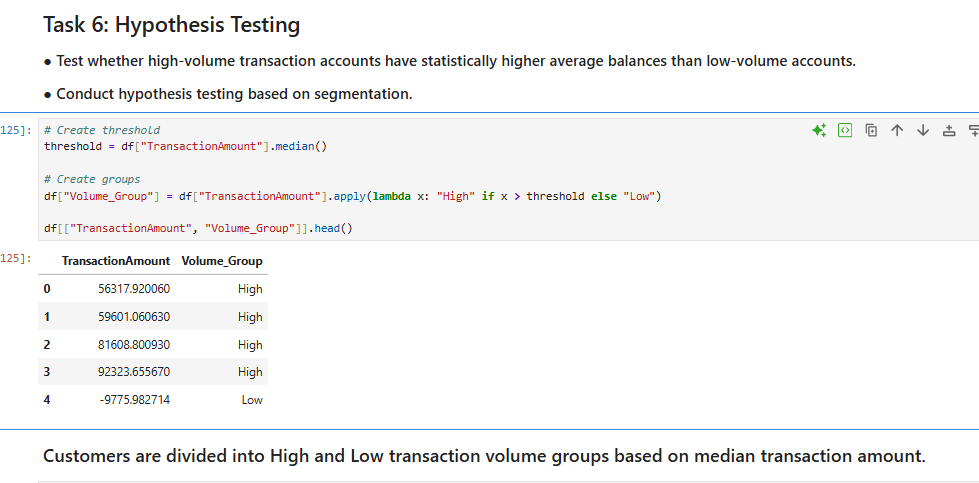 Task 6: Hypothesis Testing
● Test whether high-volume transaction accounts have statistically higher average balances than low-volume accounts.
● Conduct hypothesis testing based on segmentation.
125]: # Create threshold
threshold = df["TransactionAmount"].median()
# Create groups
df["Volume_Group"] = df["TransactionAmount"].apply(lambda x: "High" if x > threshold else "Low")
df[["TransactionAmount", "Volume_Group"]].head()
125]: TransactionAmount Volume_Group
0 56317.920060 High
1 59601.060630 High
2 81608.800930 High
3 92323.655670 High
4 -9775.982714 Low
Customers are divided into High and Low transaction volume groups based on median transaction amount.